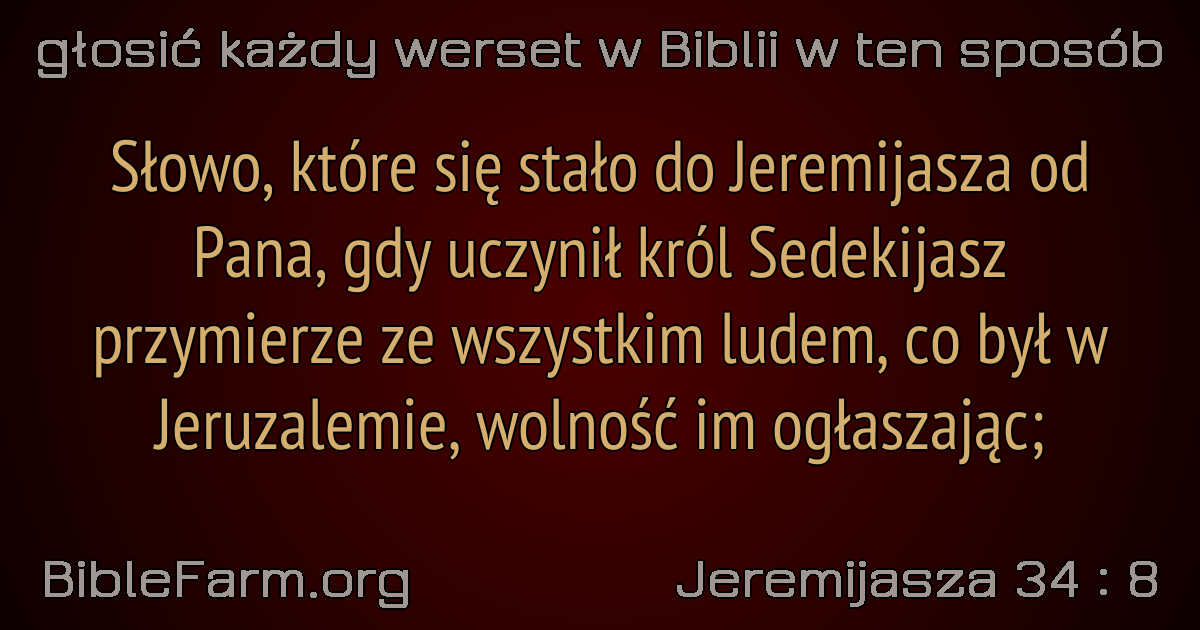 głosić każdy werset w Biblii w ten sposób
Słowo, które się stało do Jeremijasza od
Pana, gdy uczynił król Sedekijasz
przymierze ze wszystkim ludem, co był w
Jeruzalemie, wolność im ogłaszając;
BibleFarm.org
Jeremijasza 34 : 8